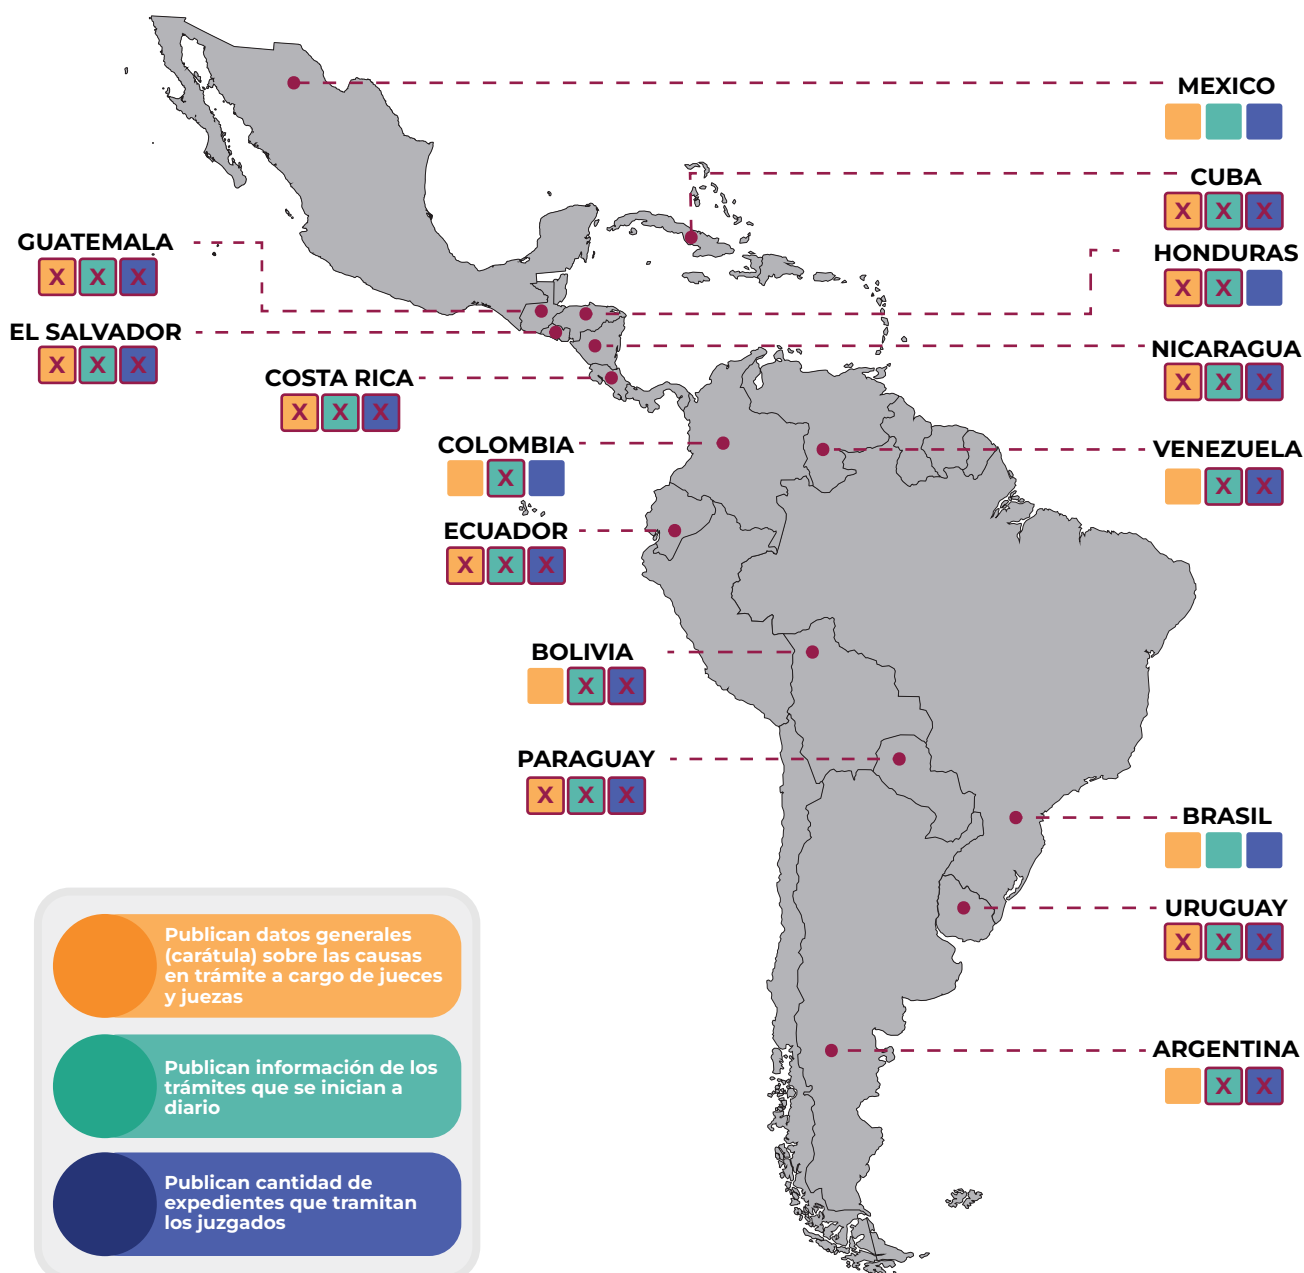 MEXICO
CUBA
X X X
GUATEMALA
X X X
HONDURAS
X X
EL SALVADOR
X X X
NICARAGUA
X X X
COSTA RICA
X X X
COLOMBIA
X
VENEZUELA
X X
ECUADOR
X X X
BOLIVIA
X X
PARAGUAY
X X X
BRASIL
URUGUAY
X X X
ARGENTINA
X X
Publican datos generales
(carátula) sobre las causas
en trámite a cargo de jueces
y juezas
Publican información de los
trámites que se inician a
diario
Publican cantidad de
expedientes que tramitan
los juzgados